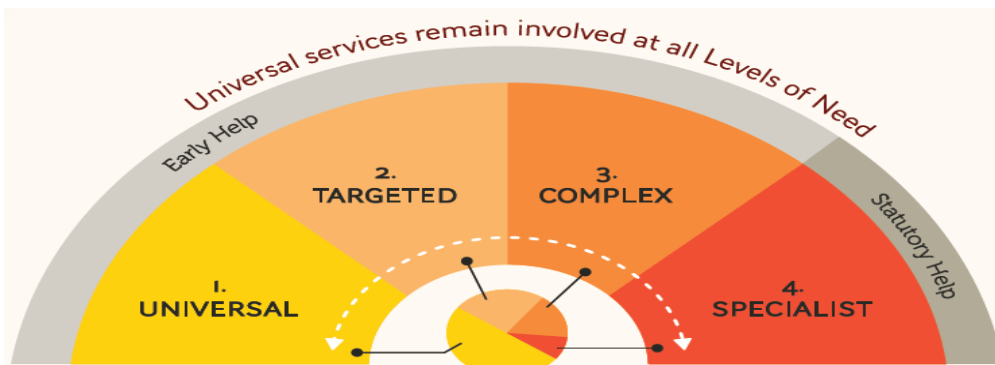 Universal services remain involved at all Levels of Need
Early Help
2.
TARGETED
3.
COMPLEX
Statutory Help
1.
UNIVERSAL
4.
SPECIALIST